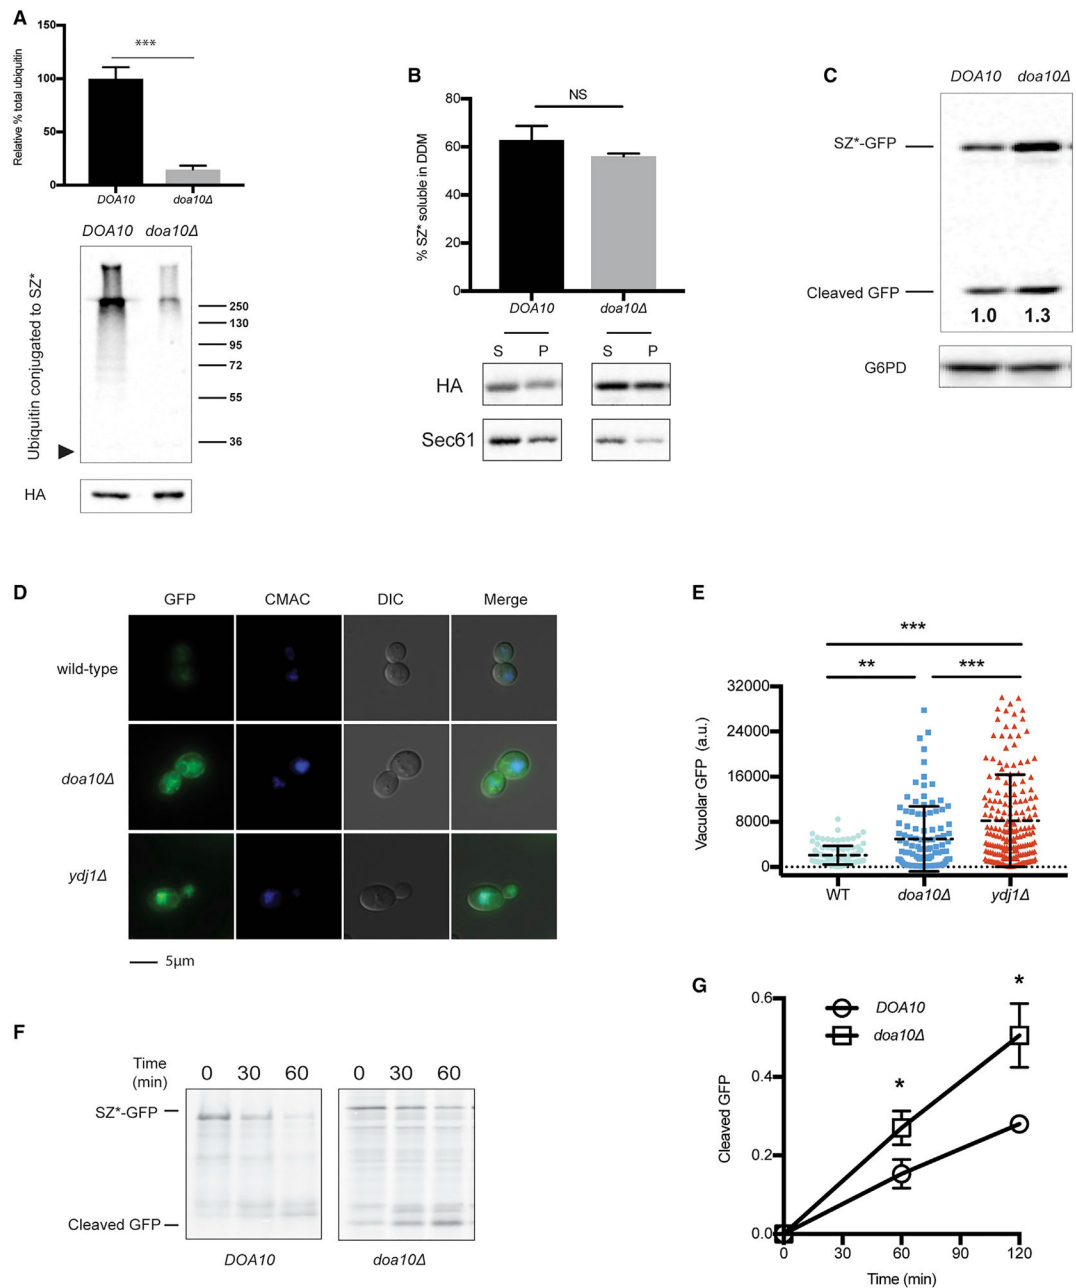 A
150
100
50
0
Relative % total ubiquitin
***
DOA10
doa10Δ
DOA10 doa10Δ
Ubiquitin conjugated to SZ*
250
130
95
72
55
36
HA
B
80
60
40
20
0
% SZ* soluble in DDM
NS
DOA10
doa10Δ
S P S P
HA
Sec61
C
DOA10 doa10Δ
SZ*-GFP
Cleaved GFP
1.0 1.3
G6PD
D
GFP CMAC DIC Merge
wild-type
doa10Δ
ydj1Δ
5μm
E
***
** ***
32000
24000
16000
8000
0
Vacuolar GFP (a.u.)
WT doa10Δ ydj1Δ
F
Time
(min)
0 30 60 0 30 60
SZ*-GFP
Cleaved GFP
DOA10 doa10Δ
G
0.6
0.4
0.2
0.0
Cleaved GFP
DOA10
doa10Δ
*
*
0 30 60 90 120
Time (min)